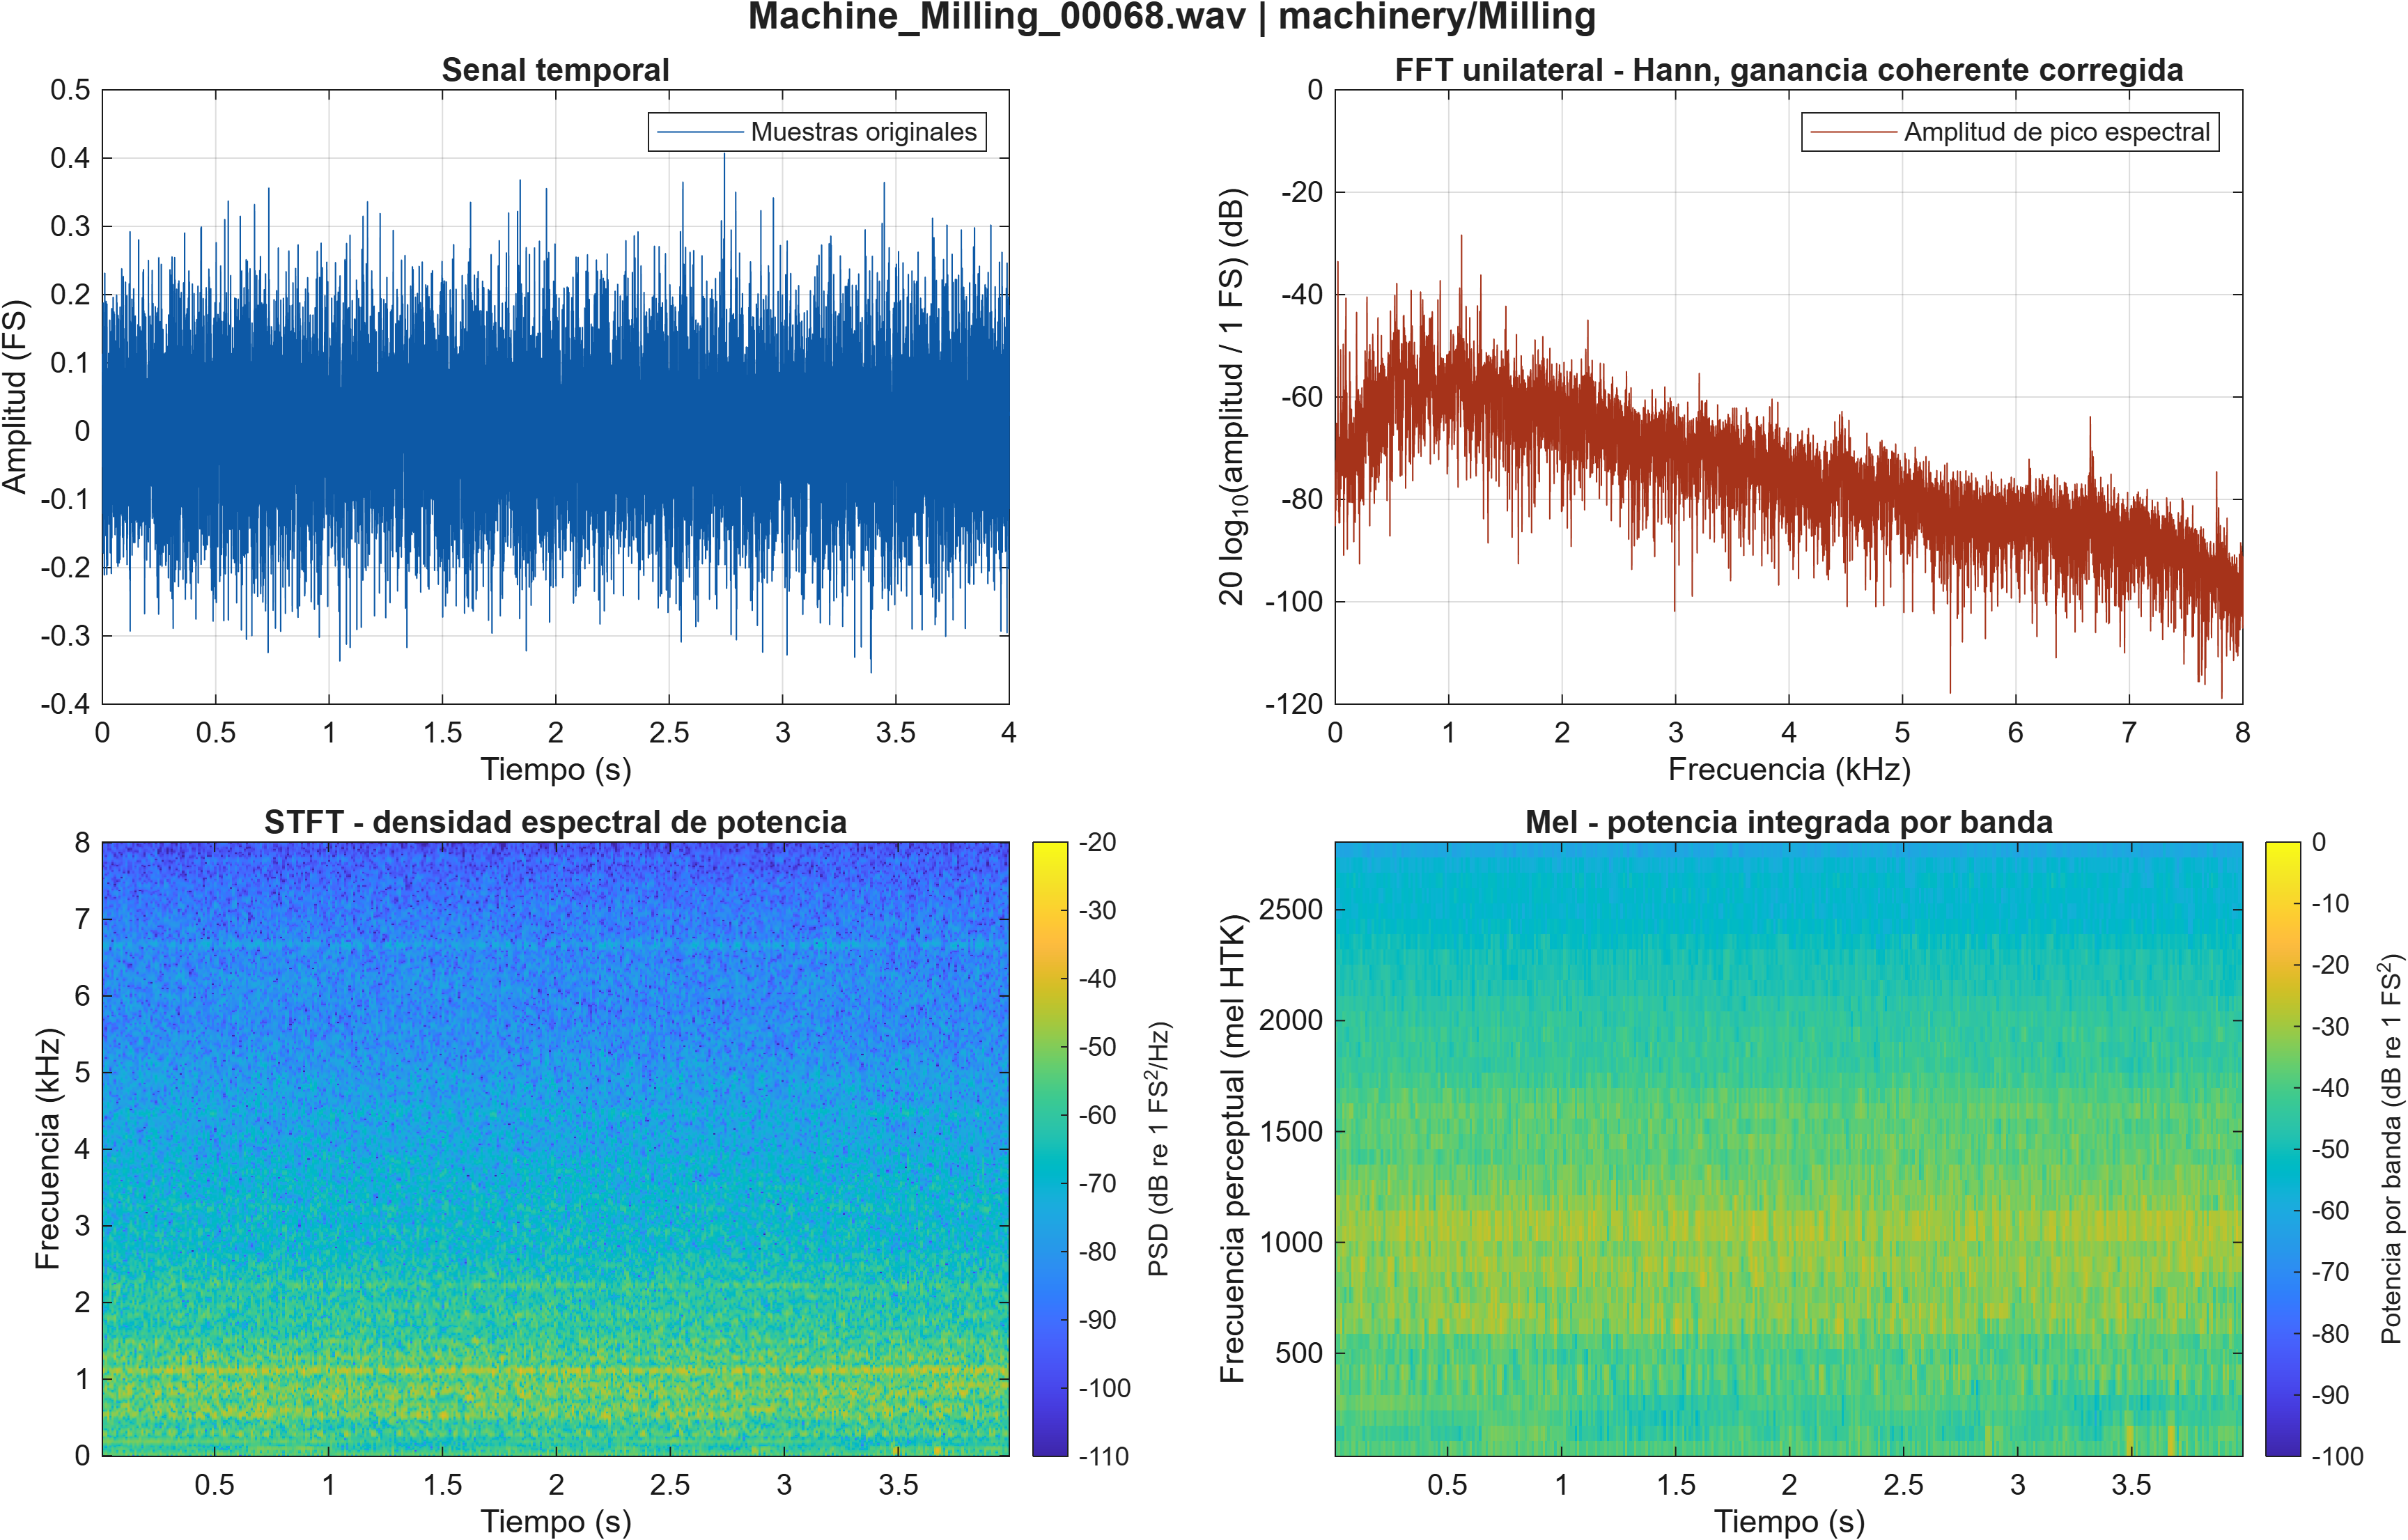 Machine_Milling_00068.wav | machinery/Milling
Senal temporal
0.5
0.4
0.3
0.2
0.1
0
-0.1
-0.2
-0.3
-0.4
Amplitud (FS)
Muestras originales
0 0.5 1 1.5 2 2.5 3 3.5 4
Tiempo (s)
FFT unilateral - Hann, ganancia coherente corregida
0
-20
-40
-60
-80
-100
-120
20 log10(amplitud / 1 FS) (dB)
Amplitud de pico espectral
0 1 2 3 4 5 6 7 8
Frecuencia (kHz)
STFT - densidad espectral de potencia
8
7
6
5
4
3
2
1
0
Frecuencia (kHz)
0.5 1 1.5 2 2.5 3 3.5
Tiempo (s)
-20
-30
-40
-50
-60
-70
-80
-90
-100
-110
PSD (dB re 1 FS²/Hz)
Mel - potencia integrada por banda
2500
2000
1500
1000
500
Frecuencia perceptual (mel HTK)
0.5 1 1.5 2 2.5 3 3.5
Tiempo (s)
0
-10
-20
-30
-40
-50
-60
-70
-80
-90
-100
Potencia por banda (dB re 1 FS²)